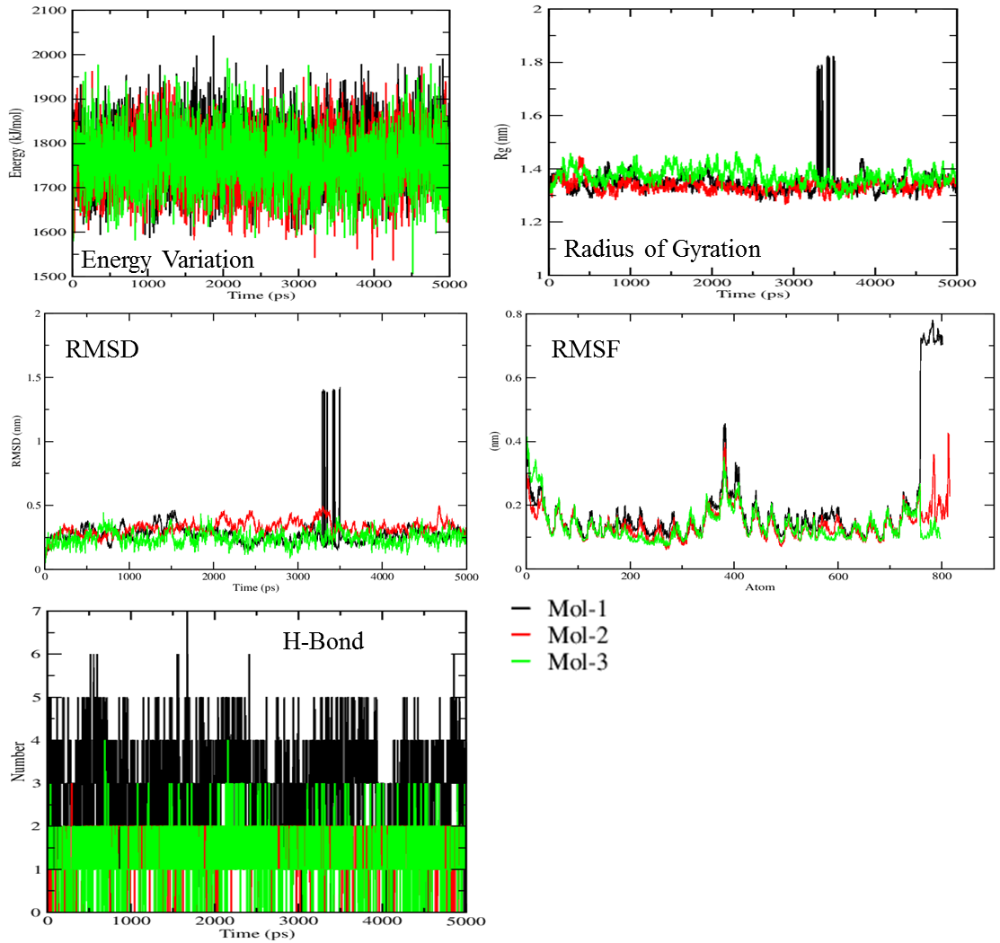 2100
2000
1900
1800
1700
1600
1500
Energy (kJ/mol)
Energy Variation
0 1000 2000 3000 4000 5000
Time (ps)
2
1.8
1.6
1.4
1.2
1
Rg (nm)
Radius of Gyration
0 1000 2000 3000 4000 5000
Time (ps)
2
1.5
1
0.5
0
RMSD (nm)
RMSD
0 1000 2000 3000 4000 5000
Time (ps)
0.8
0.6
0.4
0.2
0
(nm)
RMSF
0 200 400 600 800
Atom
Mol-1
Mol-2
Mol-3
7
6
5
4
3
2
1
0
Number
H-Bond
0 1000 2000 3000 4000 5000
Time (ps)